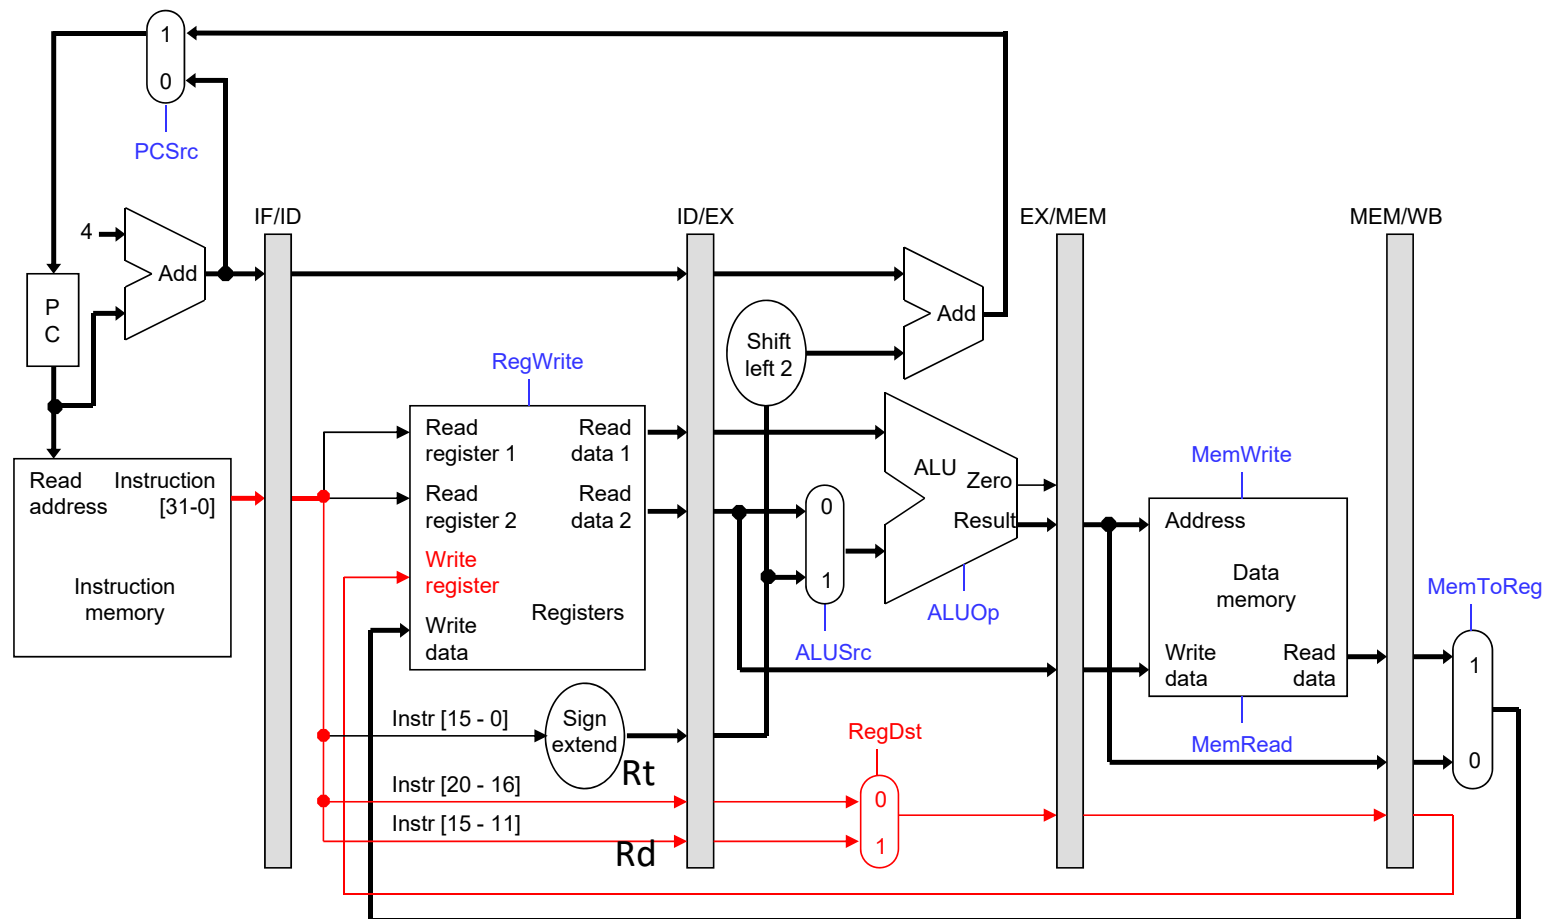 1
0
PCSrc
IF/ID
ID/EX
EX/MEM
MEM/WB
4
Add
P
C
Add
Shift
left 2
RegWrite
Read
register 1
Read
data 1
Read
register 2
Read
data 2
Write
register
Write
data
Registers
Read
address
Instruction
[31-0]
Instruction
memory
0
1
ALUSrc
ALU
Zero
Result
ALUOp
MemWrite
Address
Data
memory
Write
data
Read
data
MemRead
MemToReg
1
0
Instr [15 - 0]
Sign
extend
Rt
Instr [20 - 16]
Instr [15 - 11]
Rd
RegDst
0
1